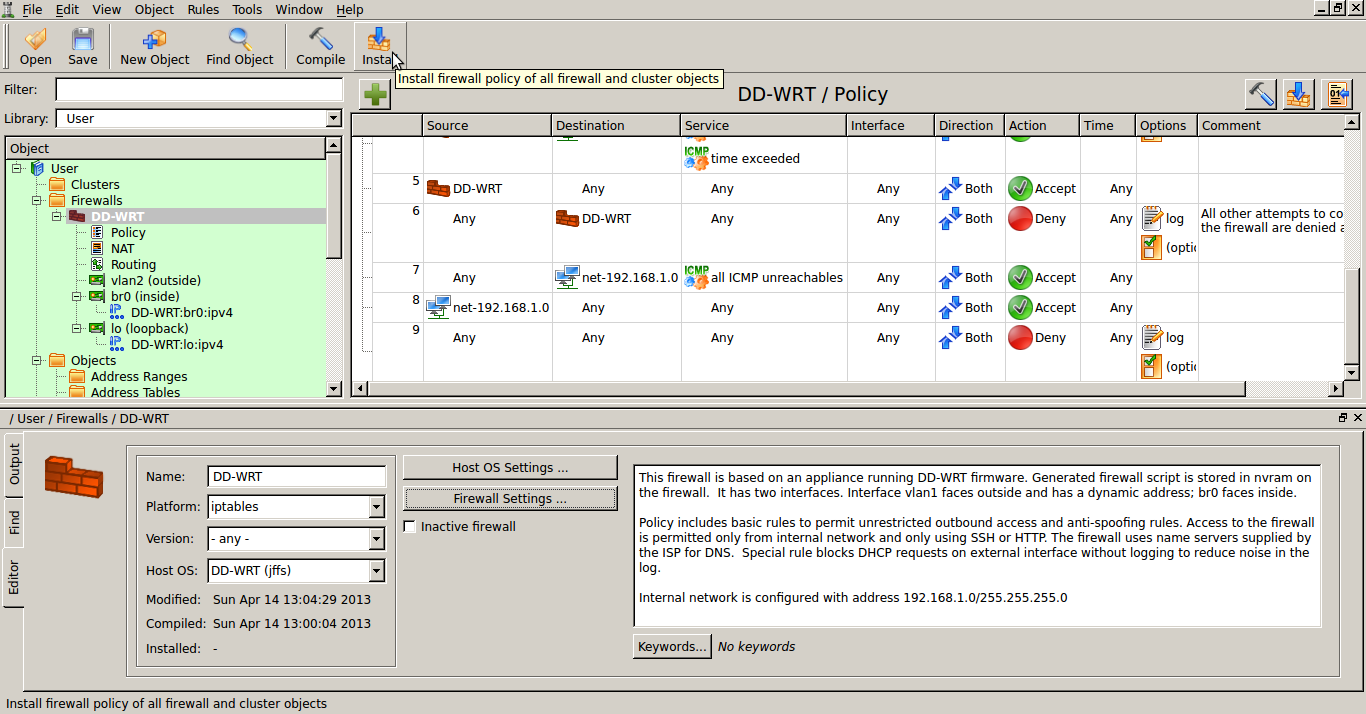 File Edit View Object Rules Tools Window Help
Open Save New Object Find Object Compile Insta
Install firewall policy of all firewall and cluster objects
Filter:
Library: User
DD-WRT / Policy
Object
User
Clusters
Firewalls
DD-WRT
Policy
NAT
Routing
vlan2 (outside)
br0 (inside)
DD-WRT:br0:ipv4
lo (loopback)
DD-WRT:lo:ipv4
Objects
Address Ranges
Address Tables
Source Destination Service Interface Direction Action Time Options Comment
ICMP time exceeded
5 DD-WRT Any Any Any Both Accept Any
6 Any DD-WRT Any Any Both Deny Any log All other attempts to co
the firewall are denied a
(optic
7 Any net-192.168.1.0 ICMP all ICMP unreachables Any Both Accept Any
8 net-192.168.1.0 Any Any Any Both Accept Any
9 Any Any Any Any Both Deny Any log
(optic
/ User / Firewalls / DD-WRT
Output
Find
Editor
Name: DD-WRT
Platform: iptables
Version: - any -
Host OS: DD-WRT (jffs)
Modified: Sun Apr 14 13:04:29 2013
Compiled: Sun Apr 14 13:00:04 2013
Installed: -
Host OS Settings ...
Firewall Settings ...
Inactive firewall
This firewall is based on an appliance running DD-WRT firmware. Generated firewall script is stored in nvram on
the firewall.  It has two interfaces. Interface vlan1 faces outside and has a dynamic address; br0 faces inside.
Policy includes basic rules to permit unrestricted outbound access and anti-spoofing rules. Access to the firewall
is permitted only from internal network and only using SSH or HTTP. The firewall uses name servers supplied by
the ISP for DNS.  Special rule blocks DHCP requests on external interface without logging to reduce noise in the
log.
Internal network is configured with address 192.168.1.0/255.255.255.0
Keywords... No keywords
Install firewall policy of all firewall and cluster objects